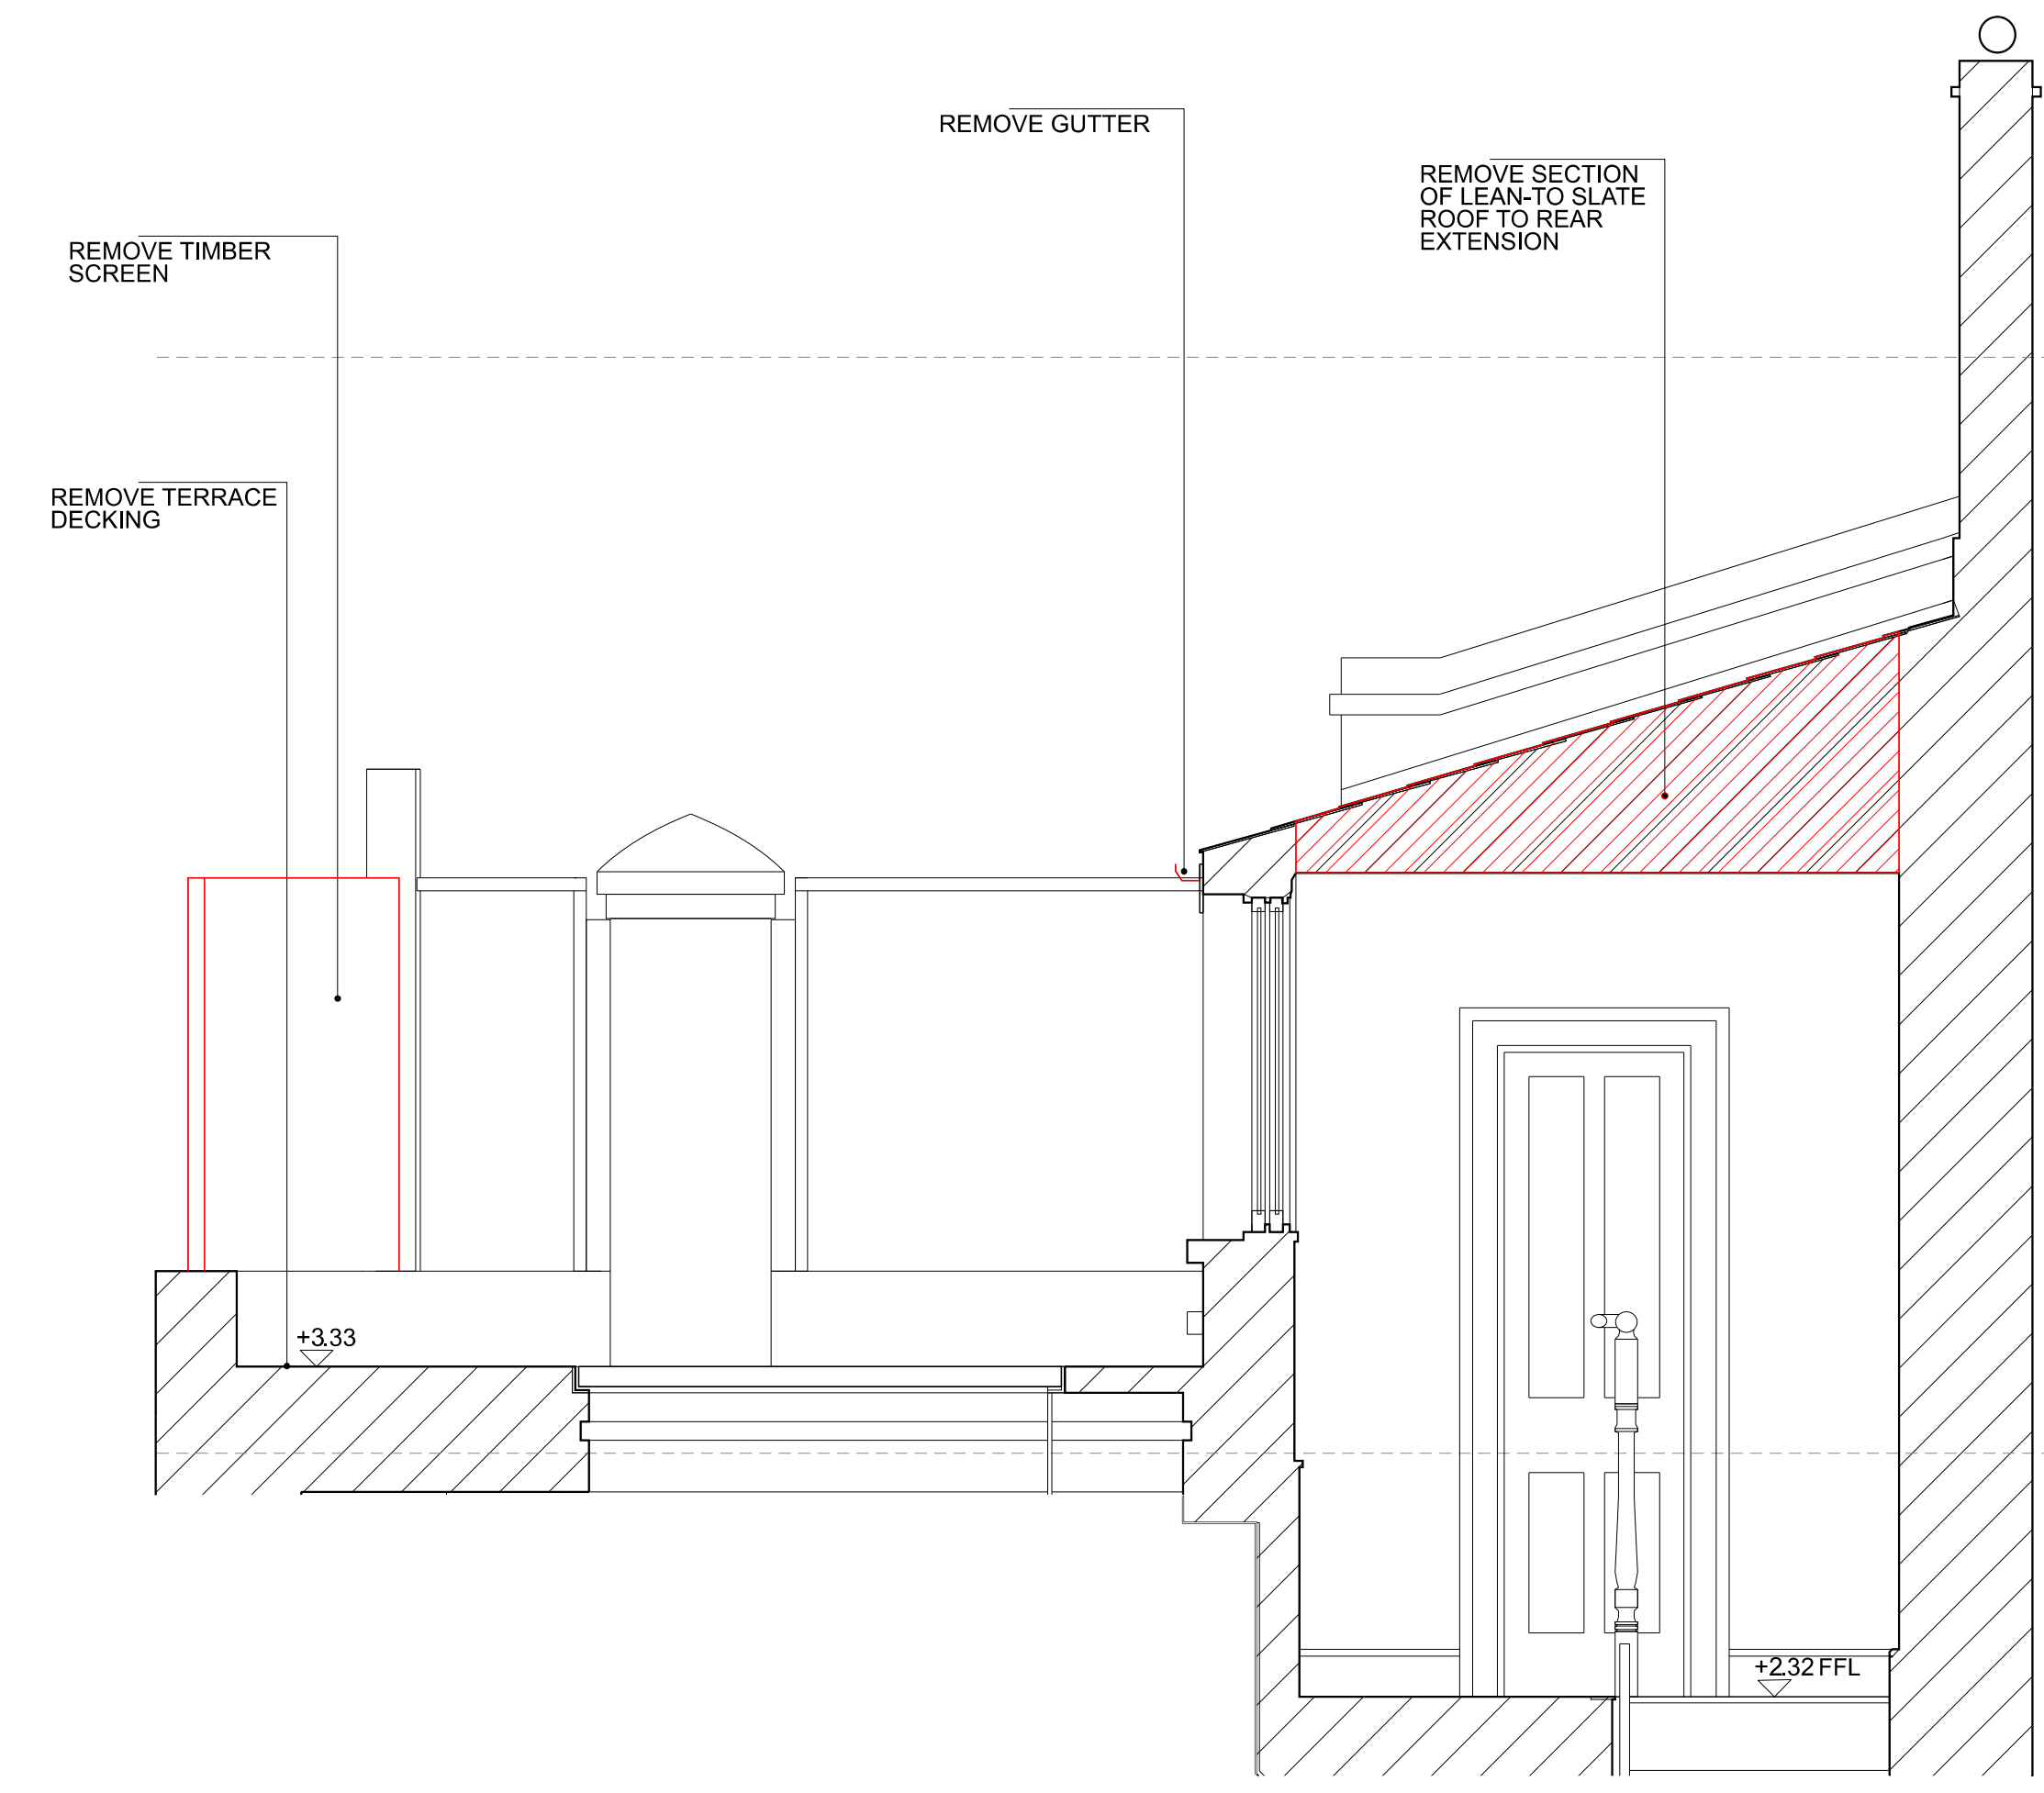 REMOVE GUTTER
REMOVE SECTION
OF LEAN-TO SLATE
ROOF TO REAR
EXTENSION
REMOVE TIMBER
SCREEN
REMOVE TERRACE
DECKING
+3.33
+2.32 FFL